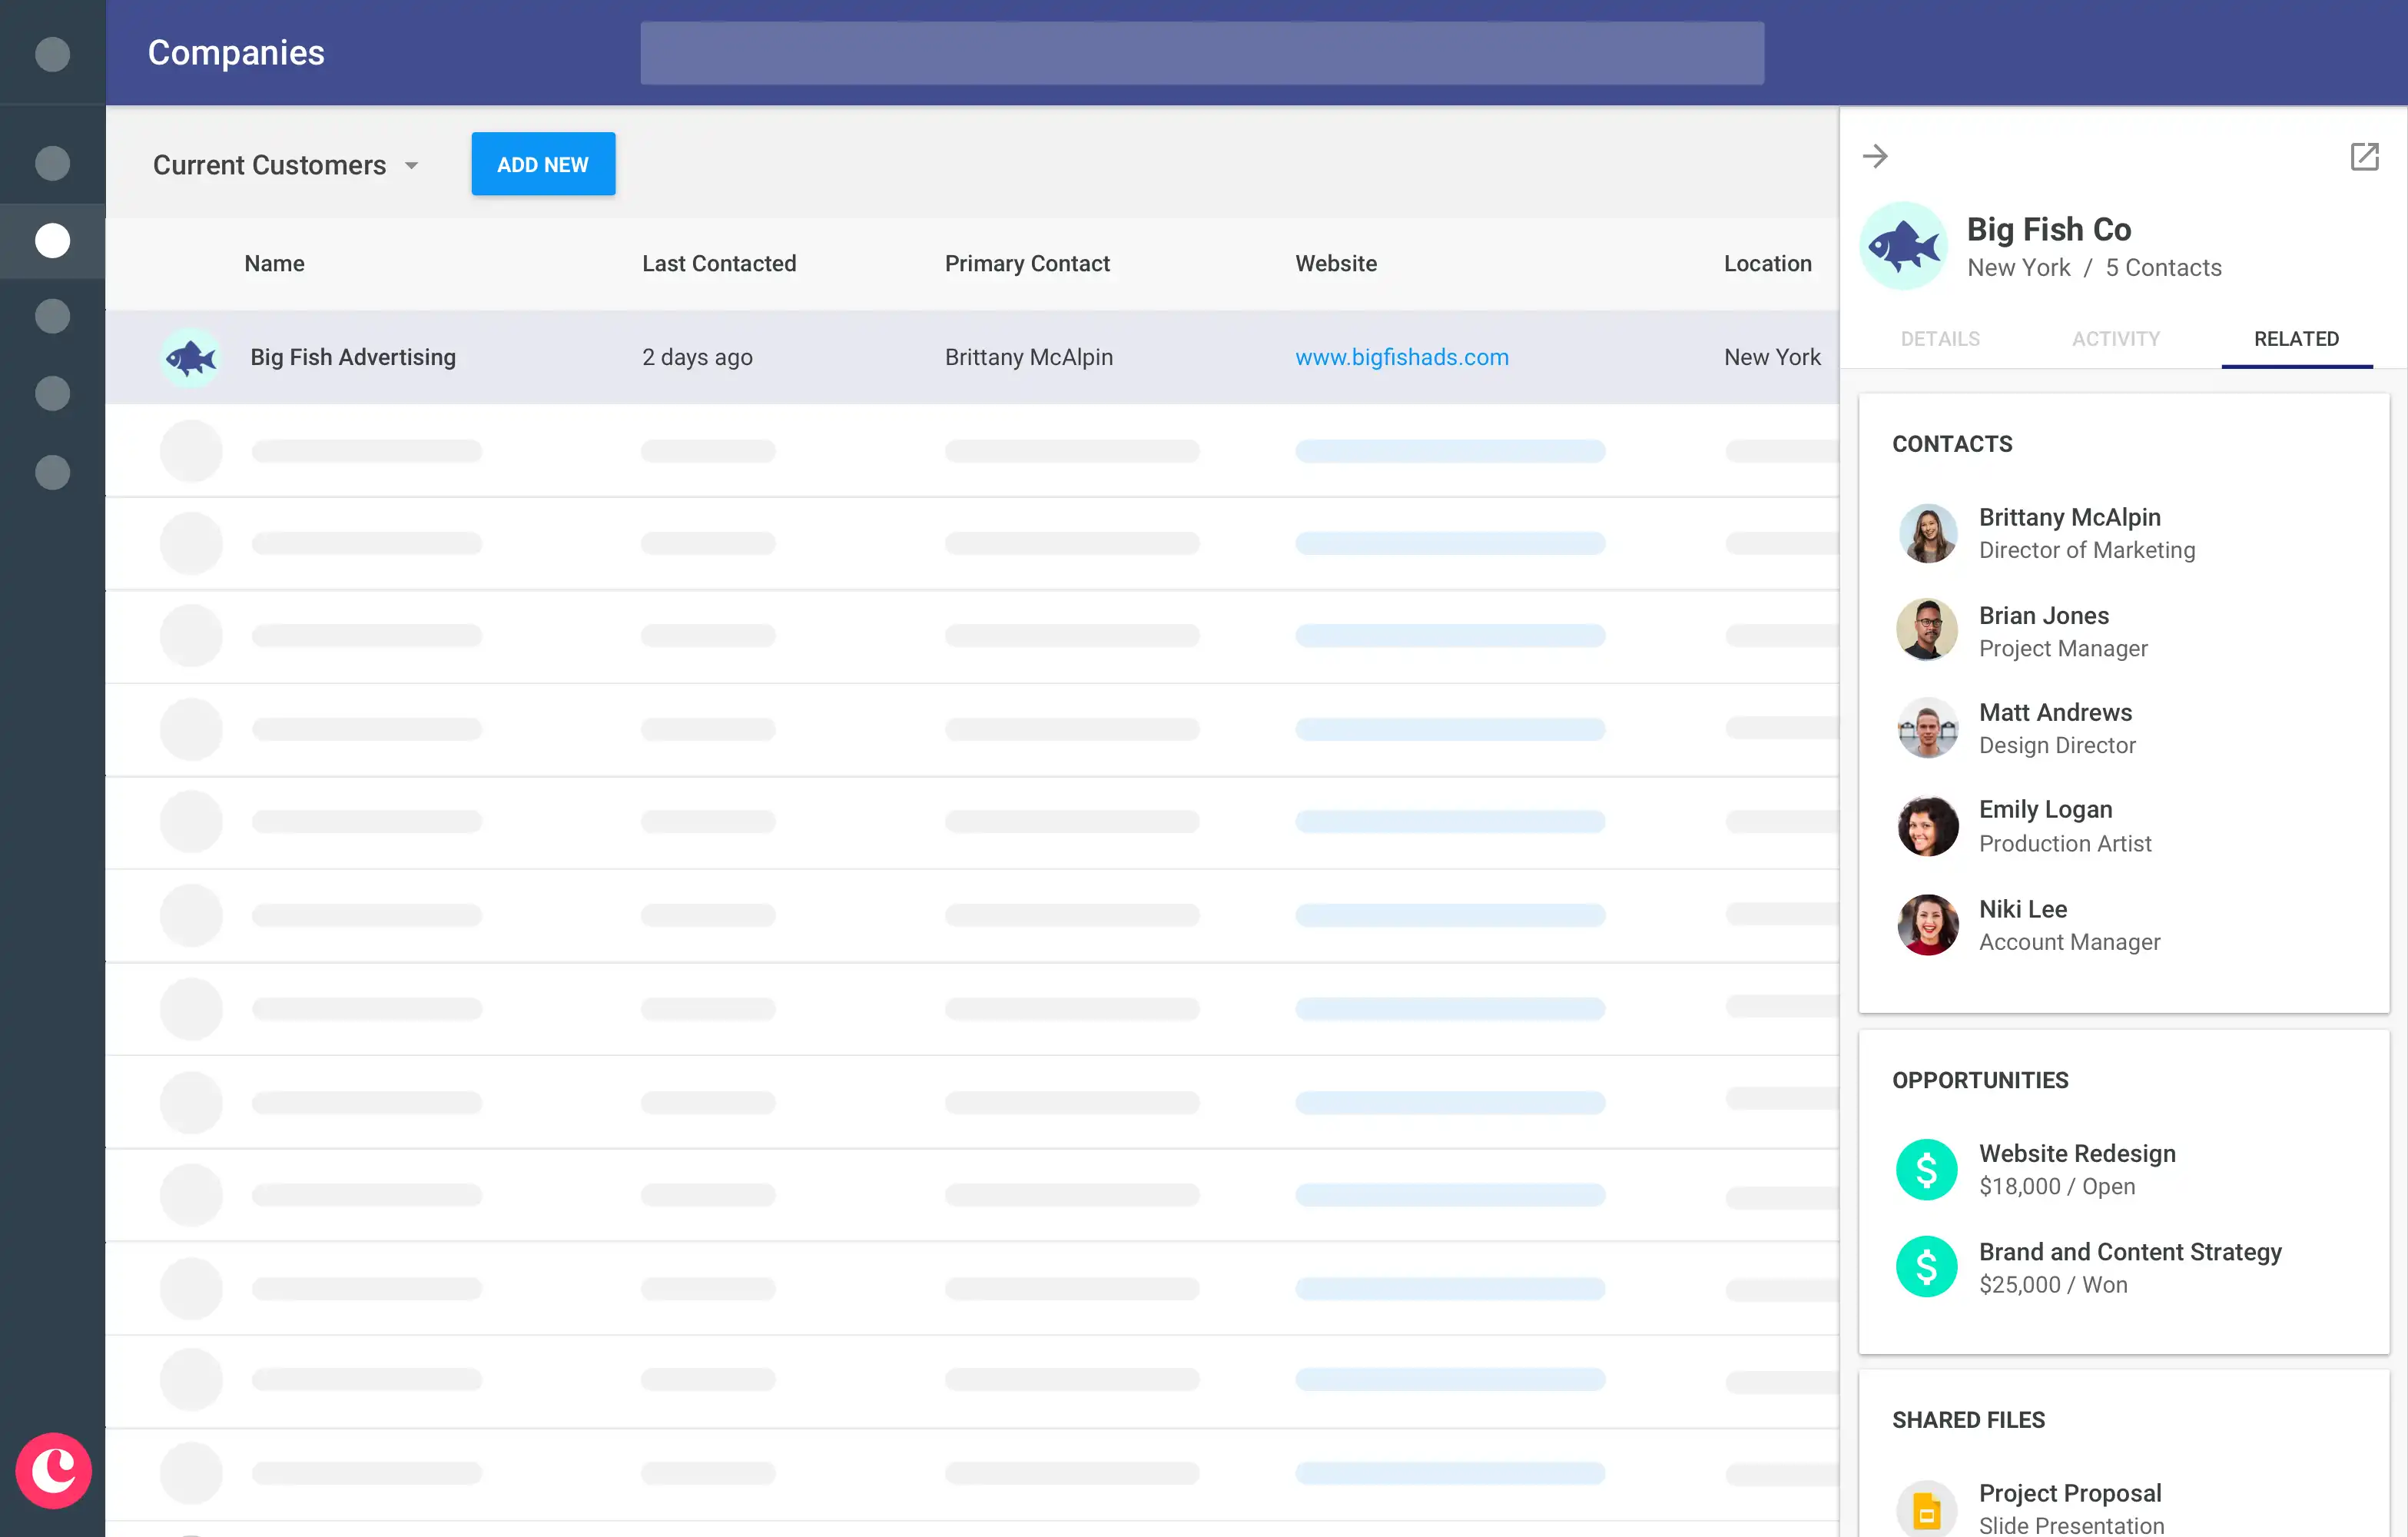 Companies
Current Customers
ADD NEW
Name Last Contacted Primary Contact Website Location
Big Fish Advertising 2 days ago Brittany McAlpin www.bigfishads.com New York
Big Fish Co
New York / 5 Contacts
DETAILS ACTIVITY RELATED
CONTACTS
Brittany McAlpin
Director of Marketing
Brian Jones
Project Manager
Matt Andrews
Design Director
Emily Logan
Production Artist
Niki Lee
Account Manager
OPPORTUNITIES
$ Website Redesign
$18,000 / Open
$ Brand and Content Strategy
$25,000 / Won
SHARED FILES
Project Proposal
Slide Presentation